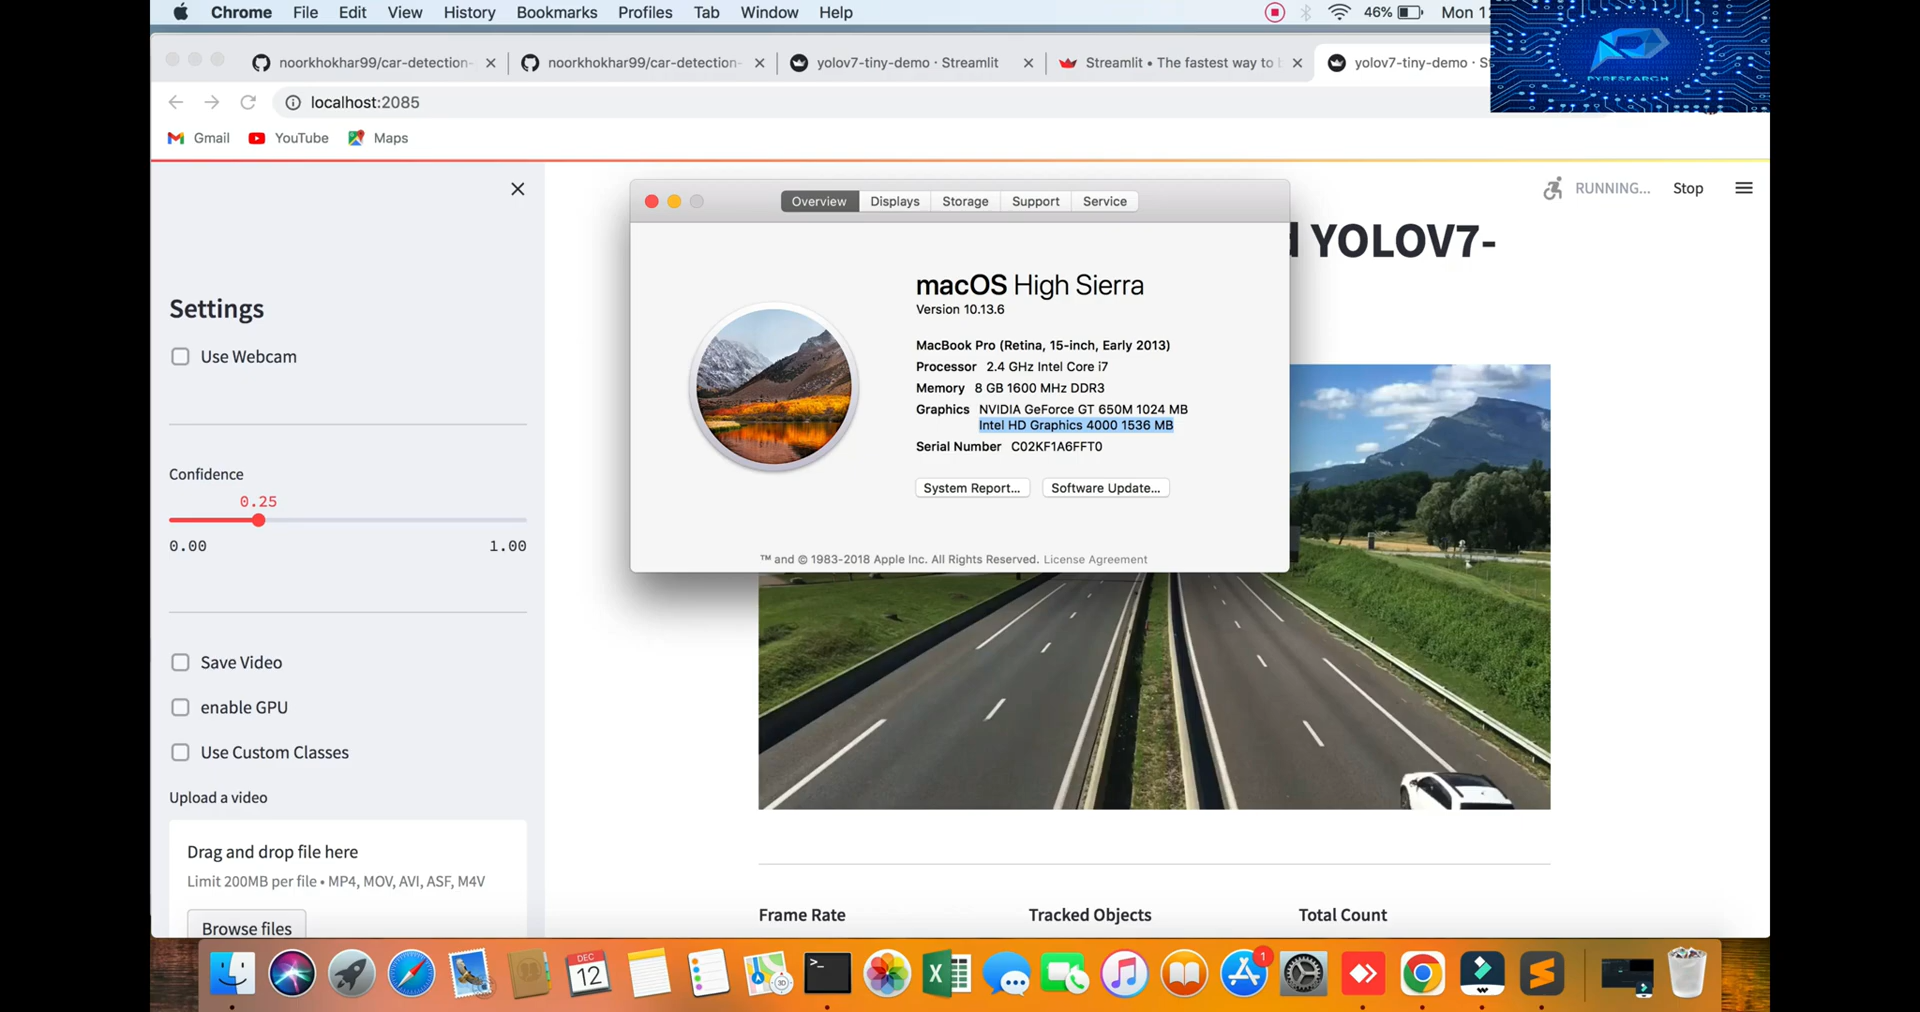 Chrome File Edit View History Bookmarks Profiles Tab Window Help 46% Mon 1
PYRESEARCH
noorkhokhar99/car-detection- noorkhokhar99/car-detection- yolov7-tiny-demo · Streamlit Streamlit • The fastest way to b yolov7-tiny-demo · St
localhost:2085
Gmail YouTube Maps
RUNNING... Stop
Overview Displays Storage Support Service
YOLOV7-
macOS High Sierra
Version 10.13.6
MacBook Pro (Retina, 15-inch, Early 2013)
Processor 2.4 GHz Intel Core i7
Memory 8 GB 1600 MHz DDR3
Graphics NVIDIA GeForce GT 650M 1024 MB
Intel HD Graphics 4000 1536 MB
Serial Number C02KF1A6FFT0
System Report... Software Update...
™ and © 1983-2018 Apple Inc. All Rights Reserved. License Agreement
Settings
Use Webcam
Confidence
0.25
0.00 1.00
Save Video
enable GPU
Use Custom Classes
Upload a video
Drag and drop file here
Limit 200MB per file • MP4, MOV, AVI, ASF, M4V
Browse files
Frame Rate Tracked Objects Total Count
DEC
12
3D
1